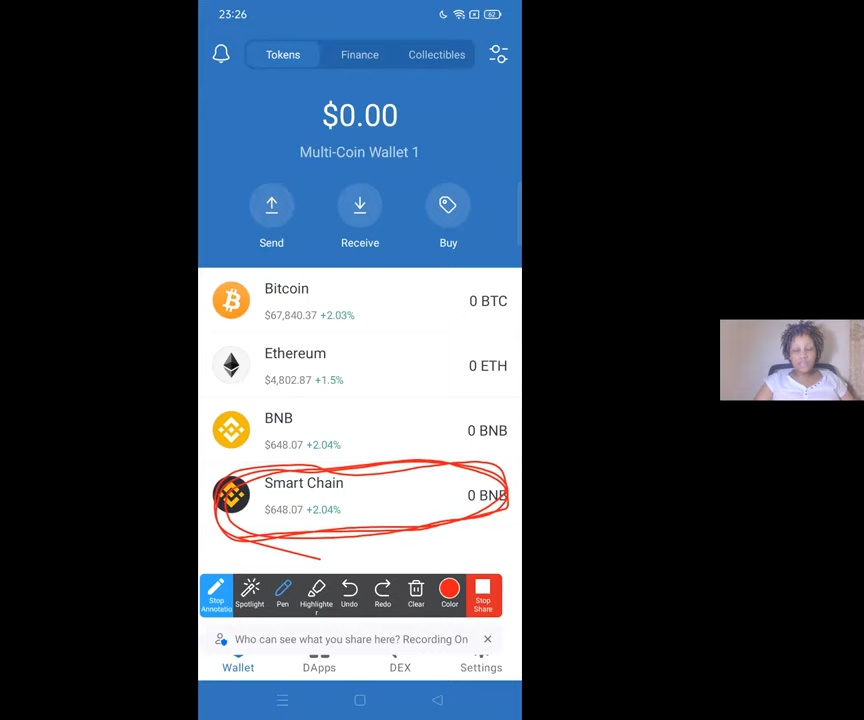 23:26
62
Tokens Finance Collectibles
$0.00
Multi-Coin Wallet 1
Send Receive Buy
Bitcoin
0 BTC
$67,840.37 +2.03%
Ethereum
0 ETH
$4,802.87 +1.5%
BNB
0 BNB
$648.07 +2.04%
Smart Chain
0 BNB
$648.07 +2.04%
Stop
Annotatio
Spotlight
Pen
Highlighte
r
Undo
Redo
Clear
Color
Stop
Share
Who can see what you share here? Recording On
Wallet DApps DEX Settings